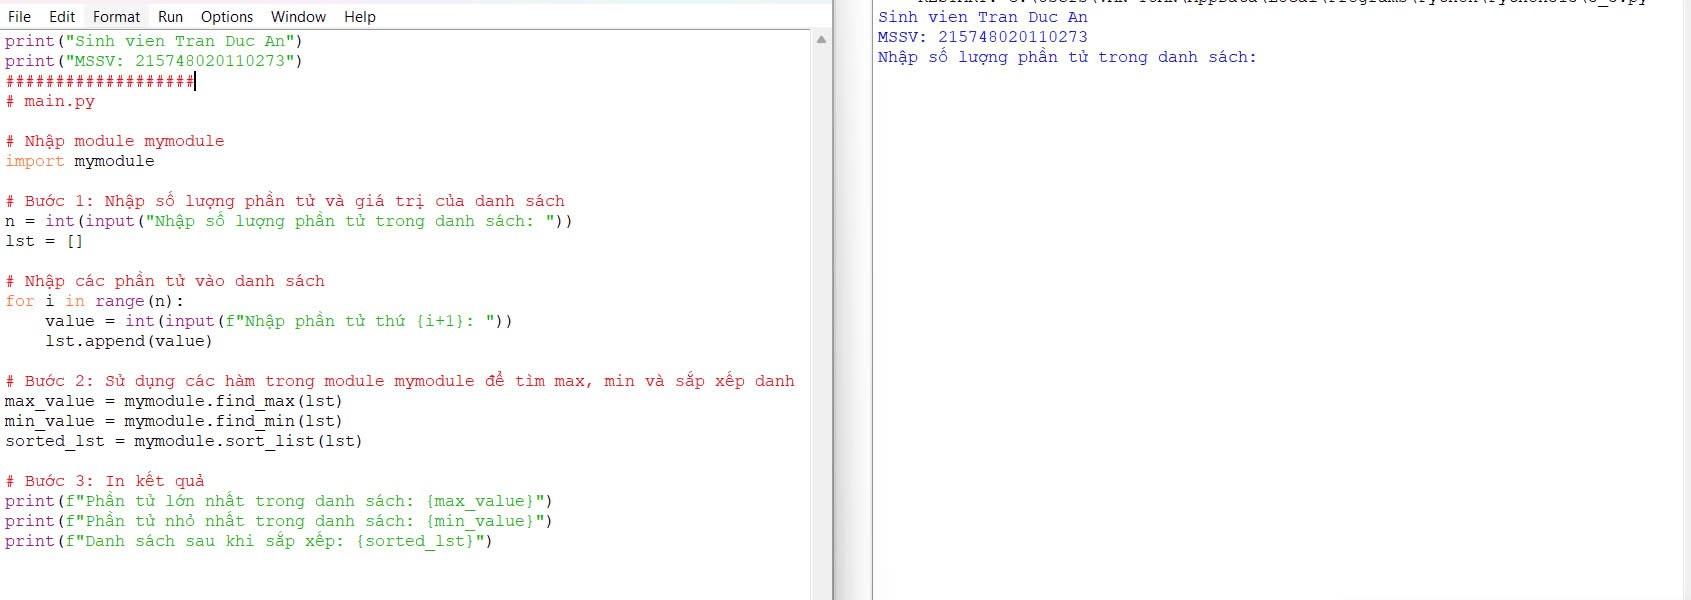 File Edit Format Run Options Window Help
print("Sinh vien Tran Duc An")
print("MSSV: 215748020110273")
###################
# main.py
# Nhập module mymodule
import mymodule
# Bước 1: Nhập số lượng phần tử và giá trị của danh sách
n = int(input("Nhập số lượng phần tử trong danh sách: "))
lst = []
# Nhập các phần tử vào danh sách
for i in range(n):
    value = int(input(f"Nhập phần tử thứ {i+1}: "))
    lst.append(value)
# Bước 2: Sử dụng các hàm trong module mymodule để tìm max, min và sắp xếp danh
max_value = mymodule.find_max(lst)
min_value = mymodule.find_min(lst)
sorted_lst = mymodule.sort_list(lst)
# Bước 3: In kết quả
print(f"Phần tử lớn nhất trong danh sách: {max_value}")
print(f"Phần tử nhỏ nhất trong danh sách: {min_value}")
print(f"Danh sách sau khi sắp xếp: {sorted_lst}")
Sinh vien Tran Duc An
MSSV: 215748020110273
Nhập số lượng phần tử trong danh sách: